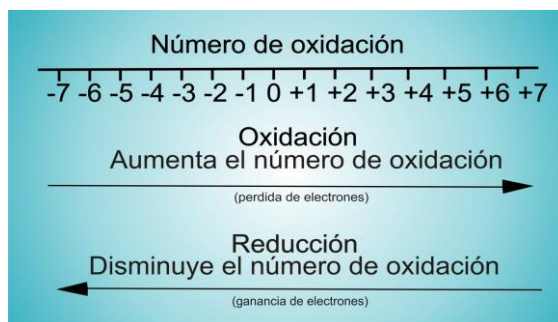 Número de oxidación
-7 -6 -5 -4 -3 -2 -1 0 +1 +2 +3 +4 +5 +6 +7
Oxidación
Aumenta el número de oxidación
(perdida de electrones)
Reducción
Disminuye el número de oxidación
(ganancia de electrones)